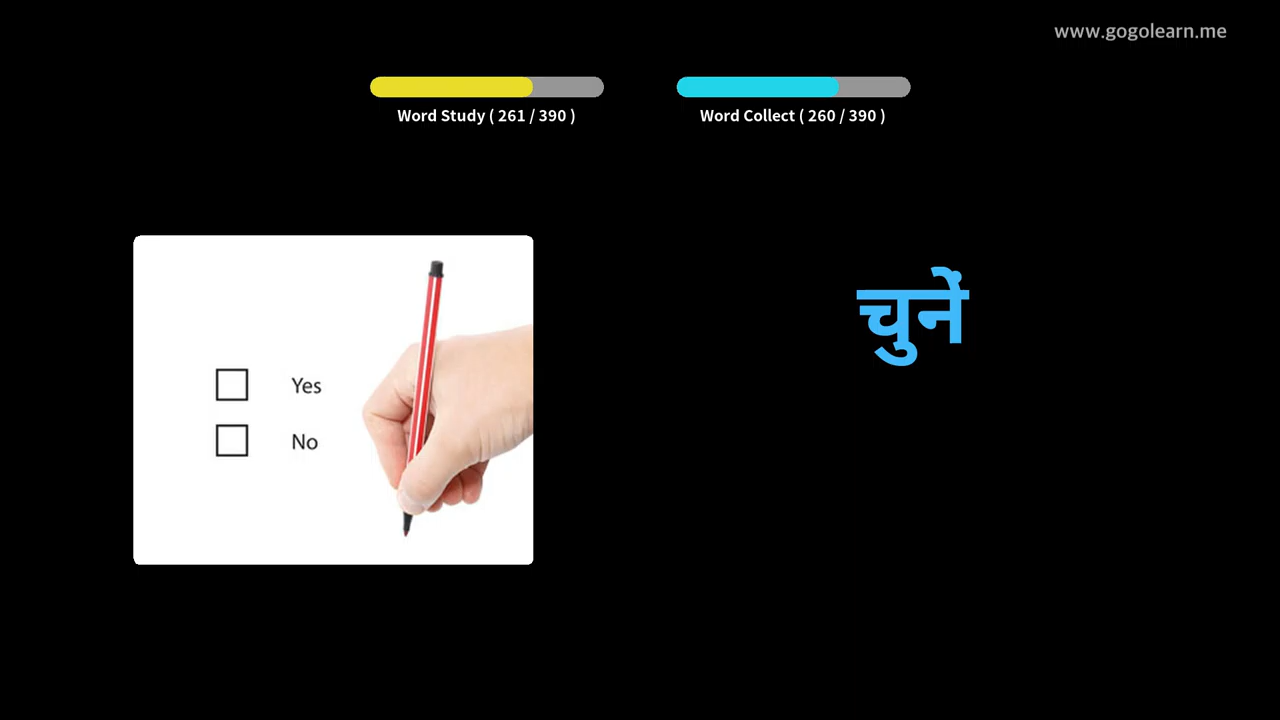 www.gogolearn.me
Word Study ( 261 / 390 )
Word Collect ( 260 / 390 )
चुनें
Yes
No